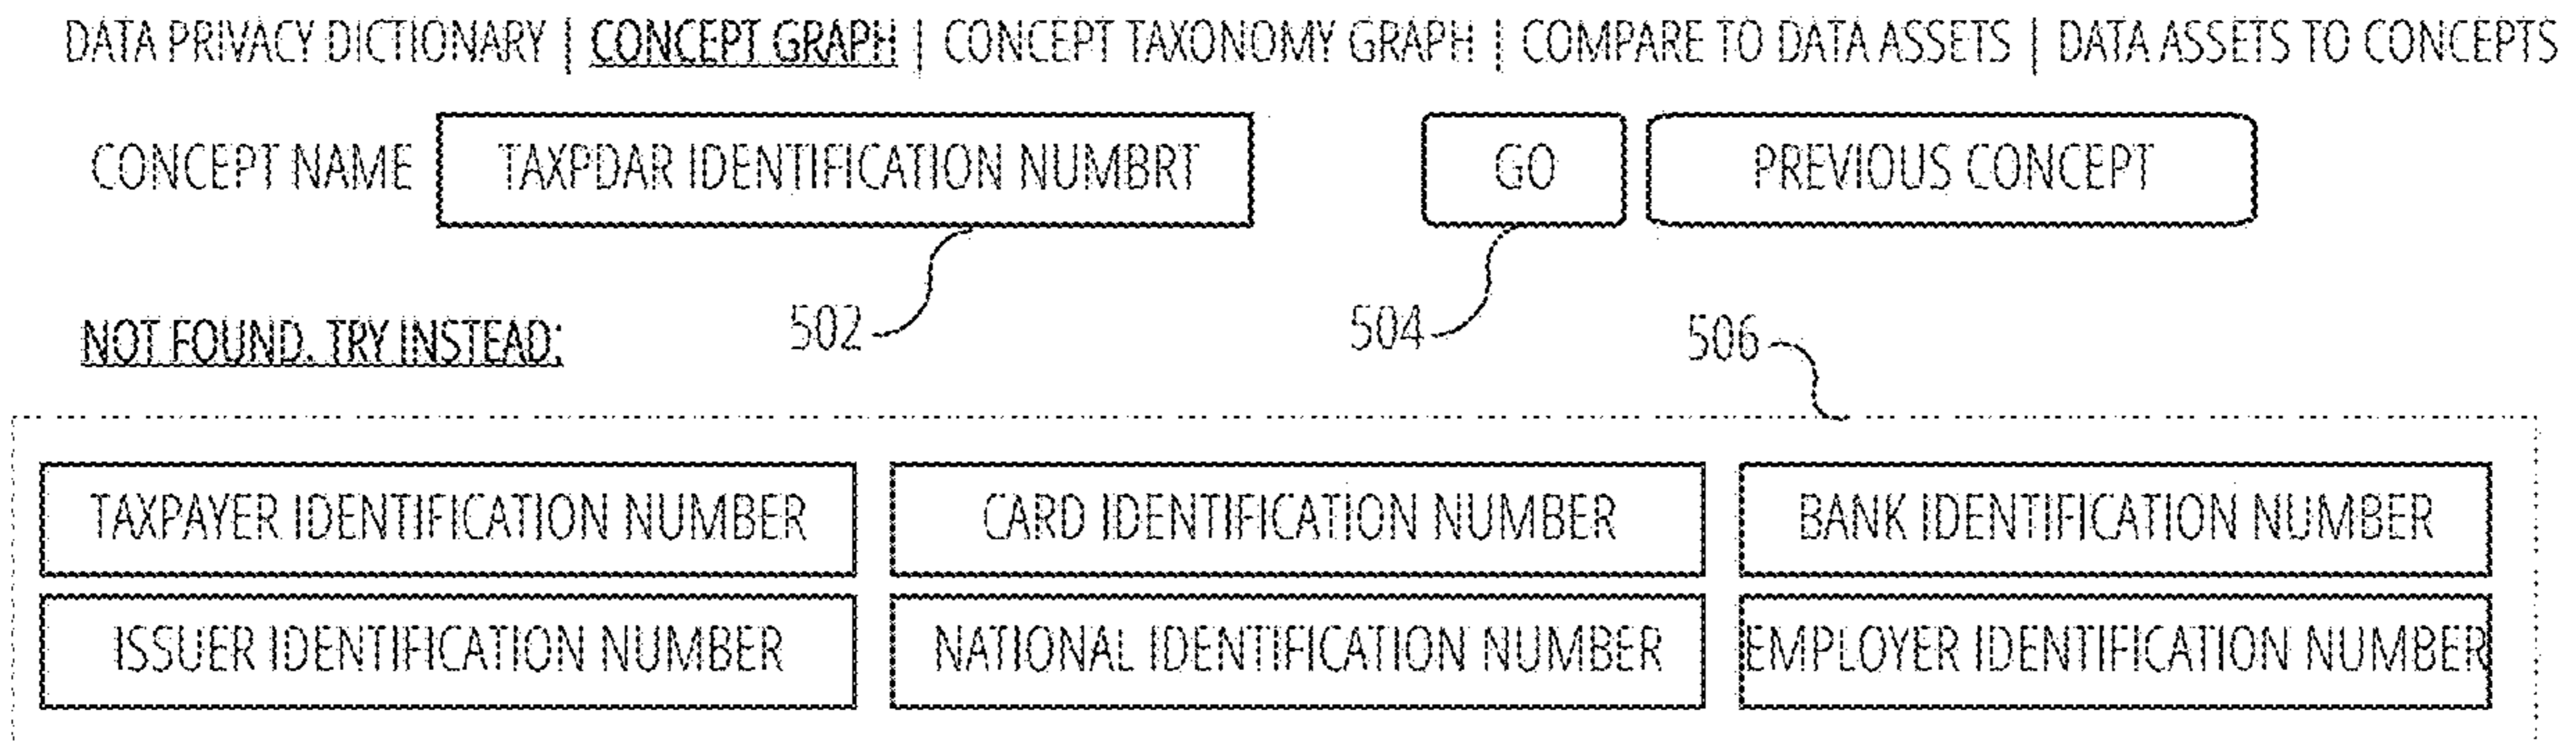 DATA PRIVACY DICTIONARY | CONCEPT GRAPH | CONCEPT TAXONOMY GRAPH | COMPARE TO DATA ASSETS | DATA ASSETS TO CONCEPTS
CONCEPT NAME TAXPDAR IDENTIFICATION NUMBRT GO PREVIOUS CONCEPT
NOT FOUND. TRY INSTEAD: 502 504 506
TAXPAYER IDENTIFICATION NUMBER CARD IDENTIFICATION NUMBER BANK IDENTIFICATION NUMBER
ISSUER IDENTIFICATION NUMBER NATIONAL IDENTIFICATION NUMBER EMPLOYER IDENTIFICATION NUMBER